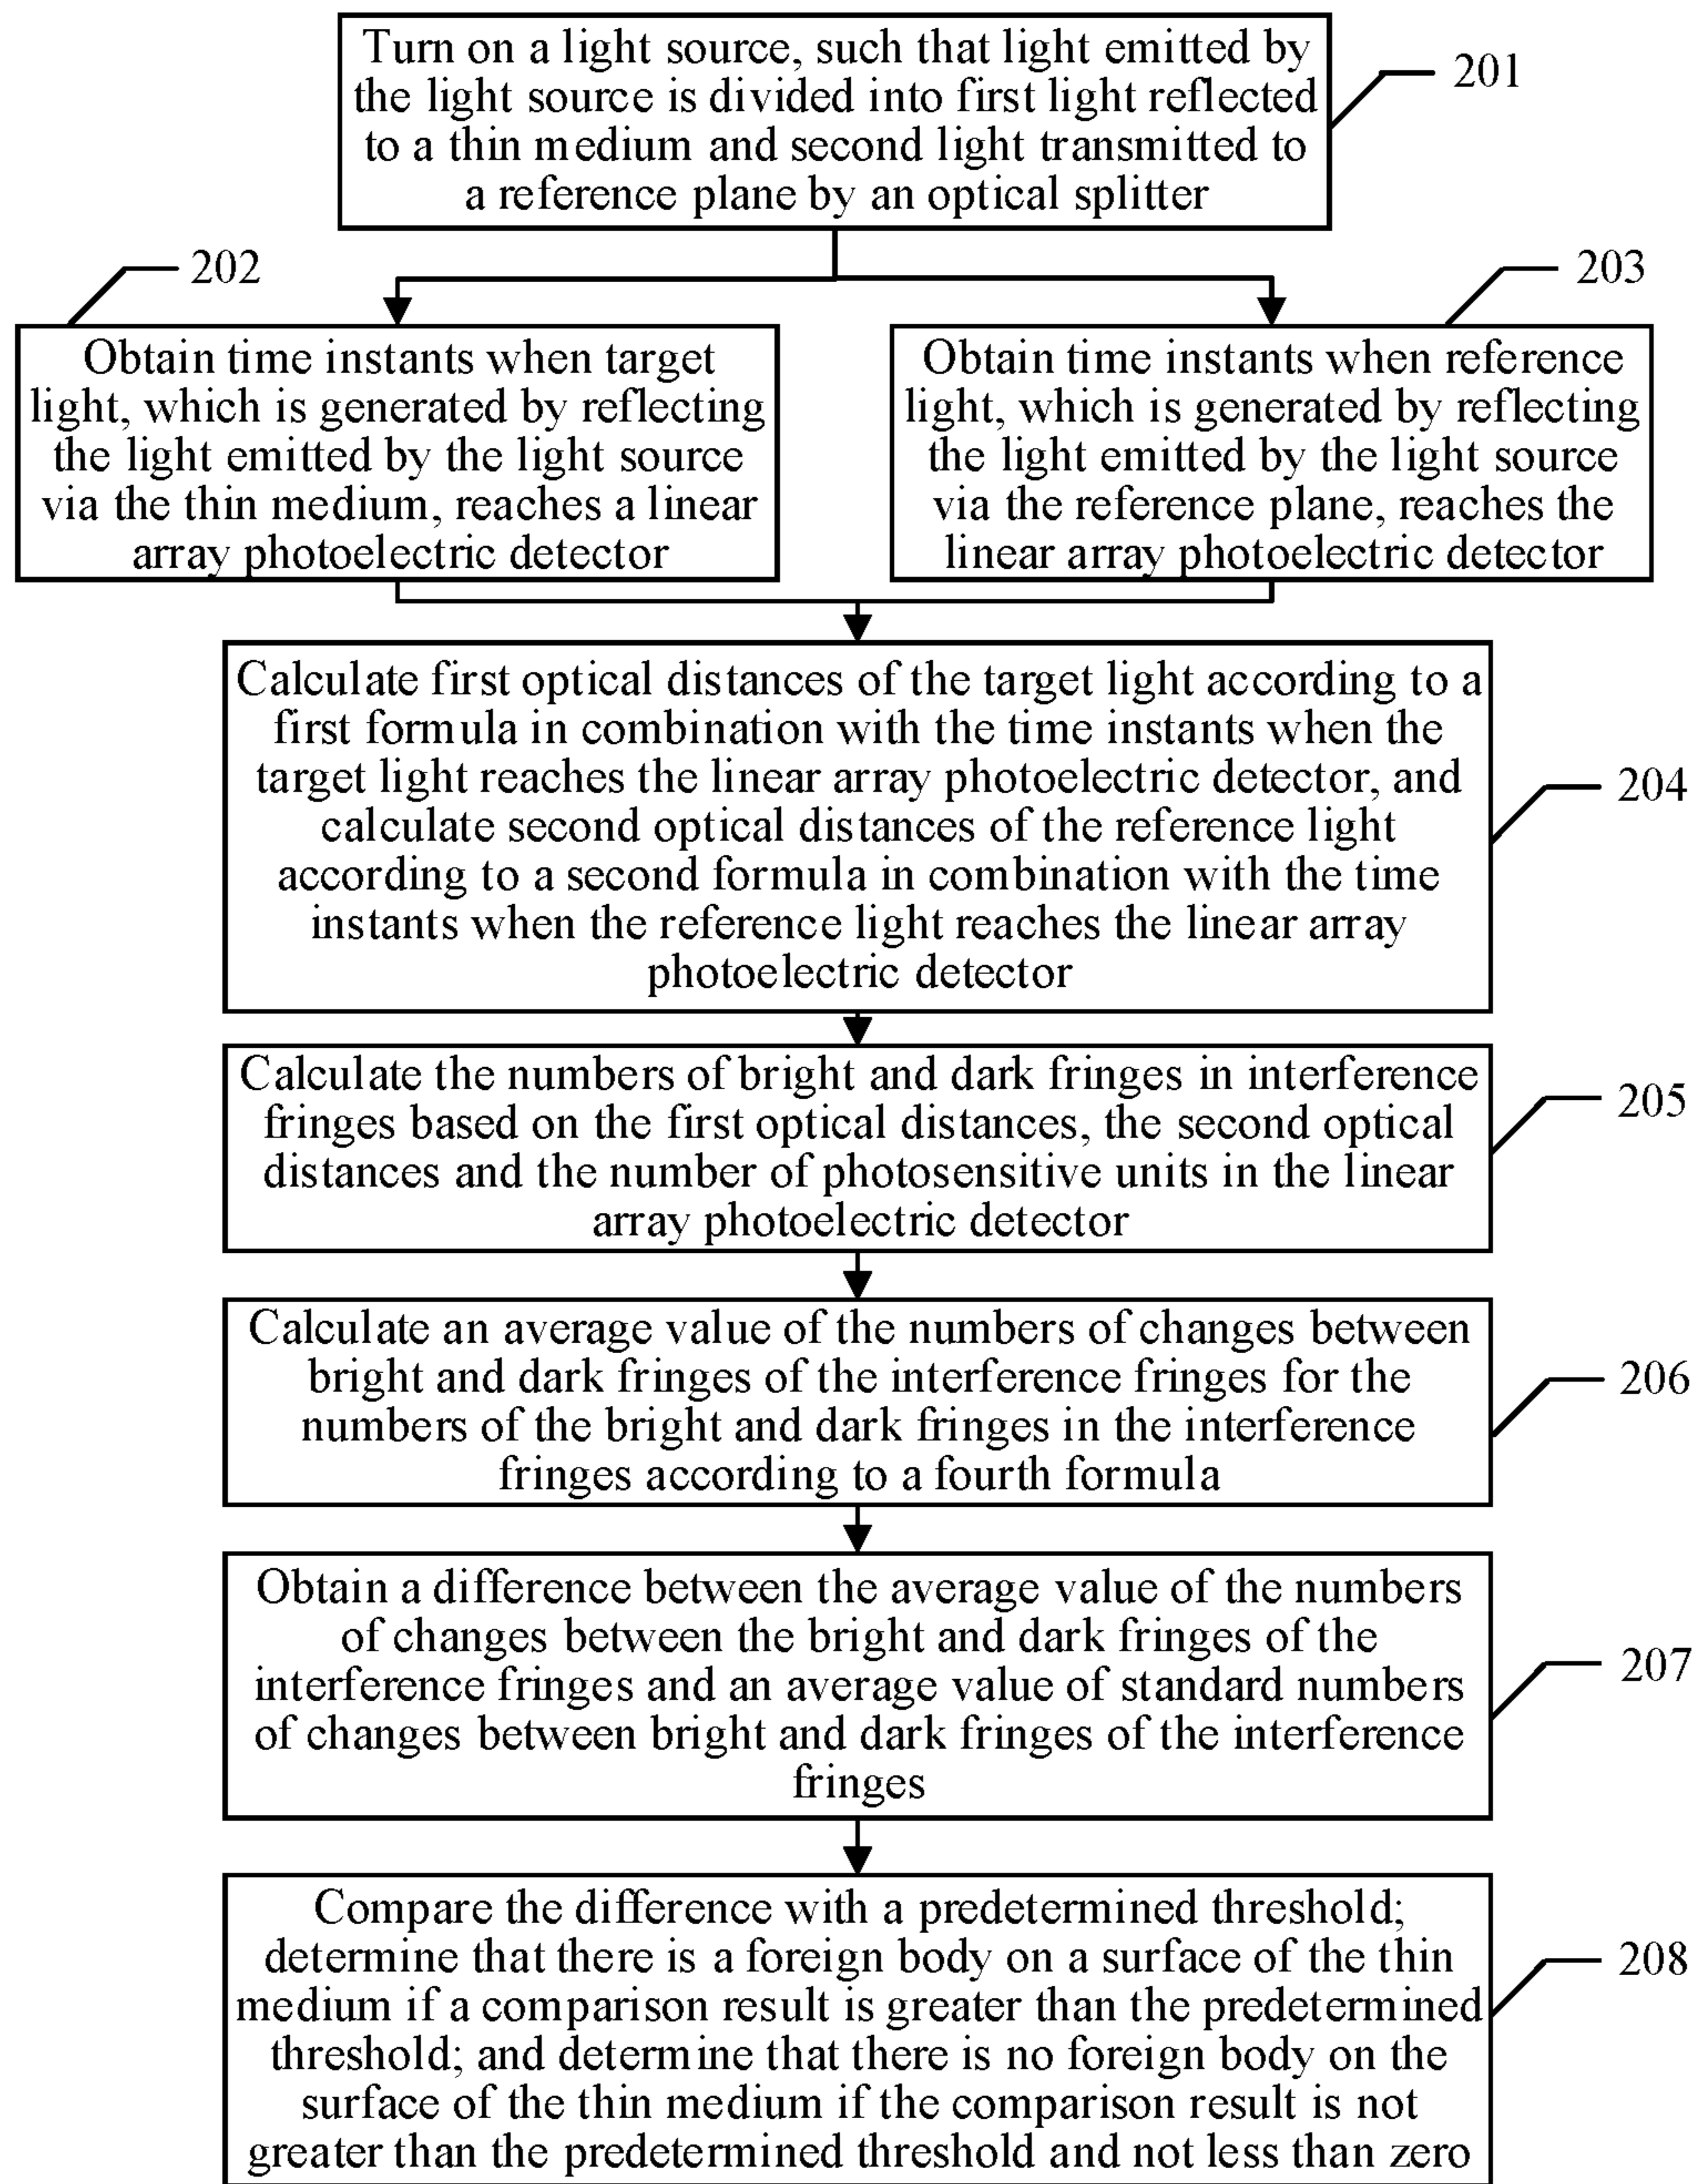 Turn on a light source, such that light emitted by
the light source is divided into first light reflected
to a thin medium and second light transmitted to
a reference plane by an optical splitter
201
202
203
Obtain time instants when target
light, which is generated by reflecting
the light emitted by the light source
via the thin medium, reaches a linear
array photoelectric detector
Obtain time instants when reference
light, which is generated by reflecting
the light emitted by the light source
via the reference plane, reaches the
linear array photoelectric detector
Calculate first optical distances of the target light according to a
first formula in combination with the time instants when the
target light reaches the linear array photoelectric detector, and
calculate second optical distances of the reference light
according to a second formula in combination with the time
instants when the reference light reaches the linear array
photoelectric detector
204
Calculate the numbers of bright and dark fringes in interference
fringes based on the first optical distances, the second optical
distances and the number of photosensitive units in the linear
array photoelectric detector
205
Calculate an average value of the numbers of changes between
bright and dark fringes of the interference fringes for the
numbers of the bright and dark fringes in the interference
fringes according to a fourth formula
206
Obtain a difference between the average value of the numbers
of changes between the bright and dark fringes of the
interference fringes and an average value of standard numbers
of changes between bright and dark fringes of the interference
fringes
207
Compare the difference with a predetermined threshold;
determine that there is a foreign body on a surface of the thin
medium if a comparison result is greater than the predetermined
threshold; and determine that there is no foreign body on the
surface of the thin medium if the comparison result is not
greater than the predetermined threshold and not less than zero
208